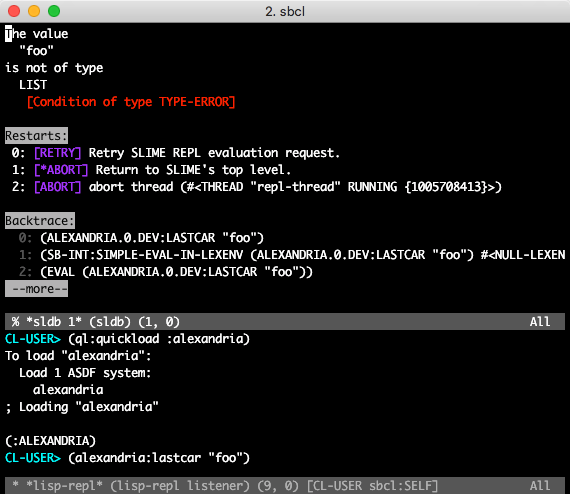 2. sbcl
The value
"foo"
is not of type
LIST
[Condition of type TYPE-ERROR]
Restarts:
0: [RETRY] Retry SLIME REPL evaluation request.
1: [*ABORT] Return to SLIME's top level.
2: [ABORT] abort thread (#<THREAD "repl-thread" RUNNING {1005708413}>)
Backtrace:
0: (ALEXANDRIA.0.DEV:LASTCAR "foo")
1: (SB-INT:SIMPLE-EVAL-IN-LEXENV (ALEXANDRIA.0.DEV:LASTCAR "foo") #<NULL-LEXEN
2: (EVAL (ALEXANDRIA.0.DEV:LASTCAR "foo"))
--more--
% *sldb 1* (sldb) (1, 0) All
CL-USER> (ql:quickload :alexandria)
To load "alexandria":
Load 1 ASDF system:
alexandria
; Loading "alexandria"
(:ALEXANDRIA)
CL-USER> (alexandria:lastcar "foo")
* *lisp-repl* (lisp-repl listener) (9, 0) [CL-USER sbcl:SELF] All